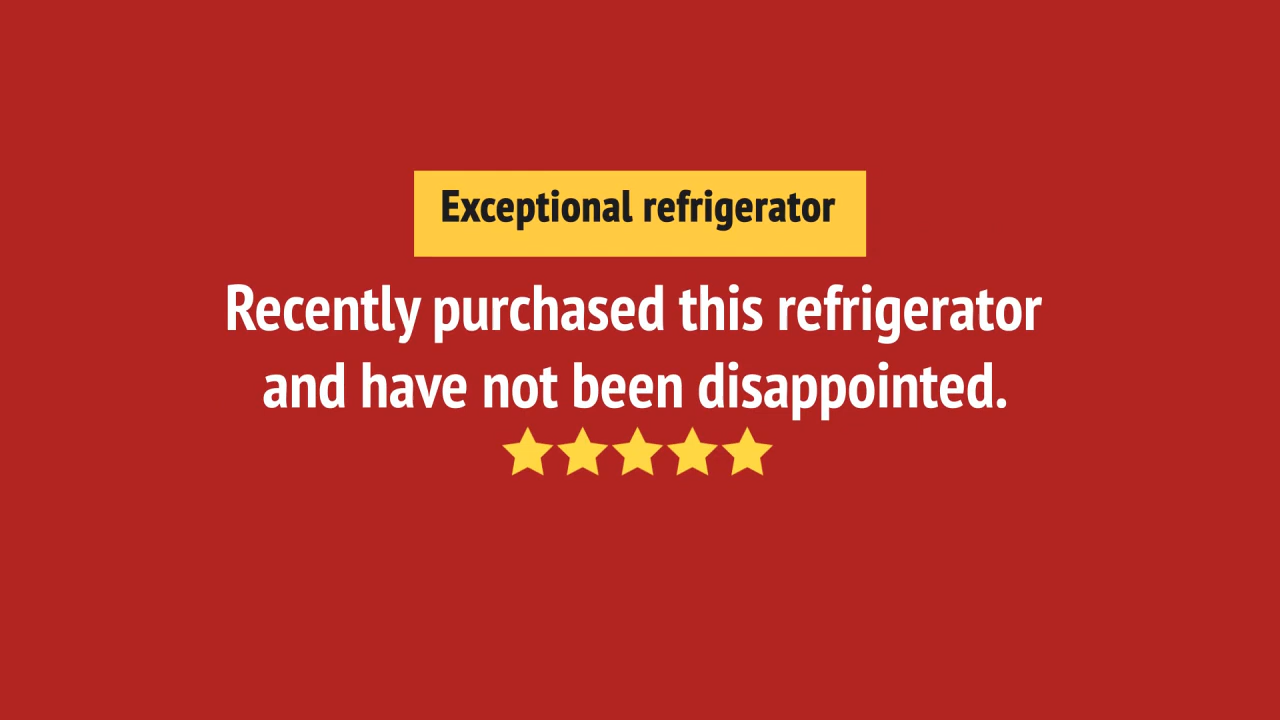 Exceptional refrigerator
Recently purchased this refrigerator
and have not been disappointed.